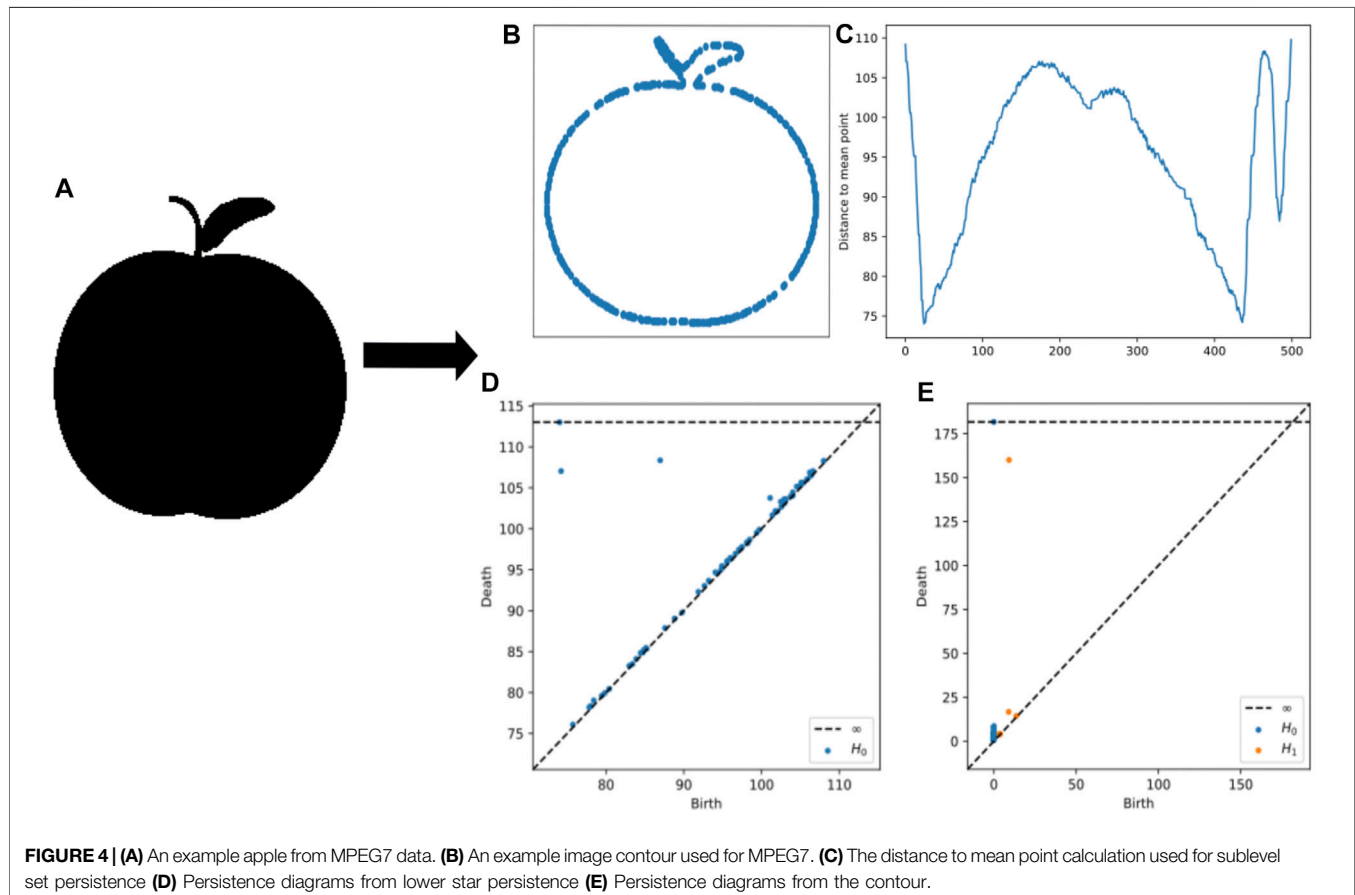 A
B
C
110
105
100
95
90
85
80
75
Distance to mean point
0
100
200
300
400
500
D
115
110
105
100
95
90
85
80
75
Death
80
90
100
110
Birth
∞
H₀
E
175
150
125
100
75
50
25
0
Death
0
50
100
150
Birth
∞
H₀
H₁
FIGURE 4 | (A) An example apple from MPEG7 data. (B) An example image contour used for MPEG7. (C) The distance to mean point calculation used for sublevel
set persistence (D) Persistence diagrams from lower star persistence (E) Persistence diagrams from the contour.